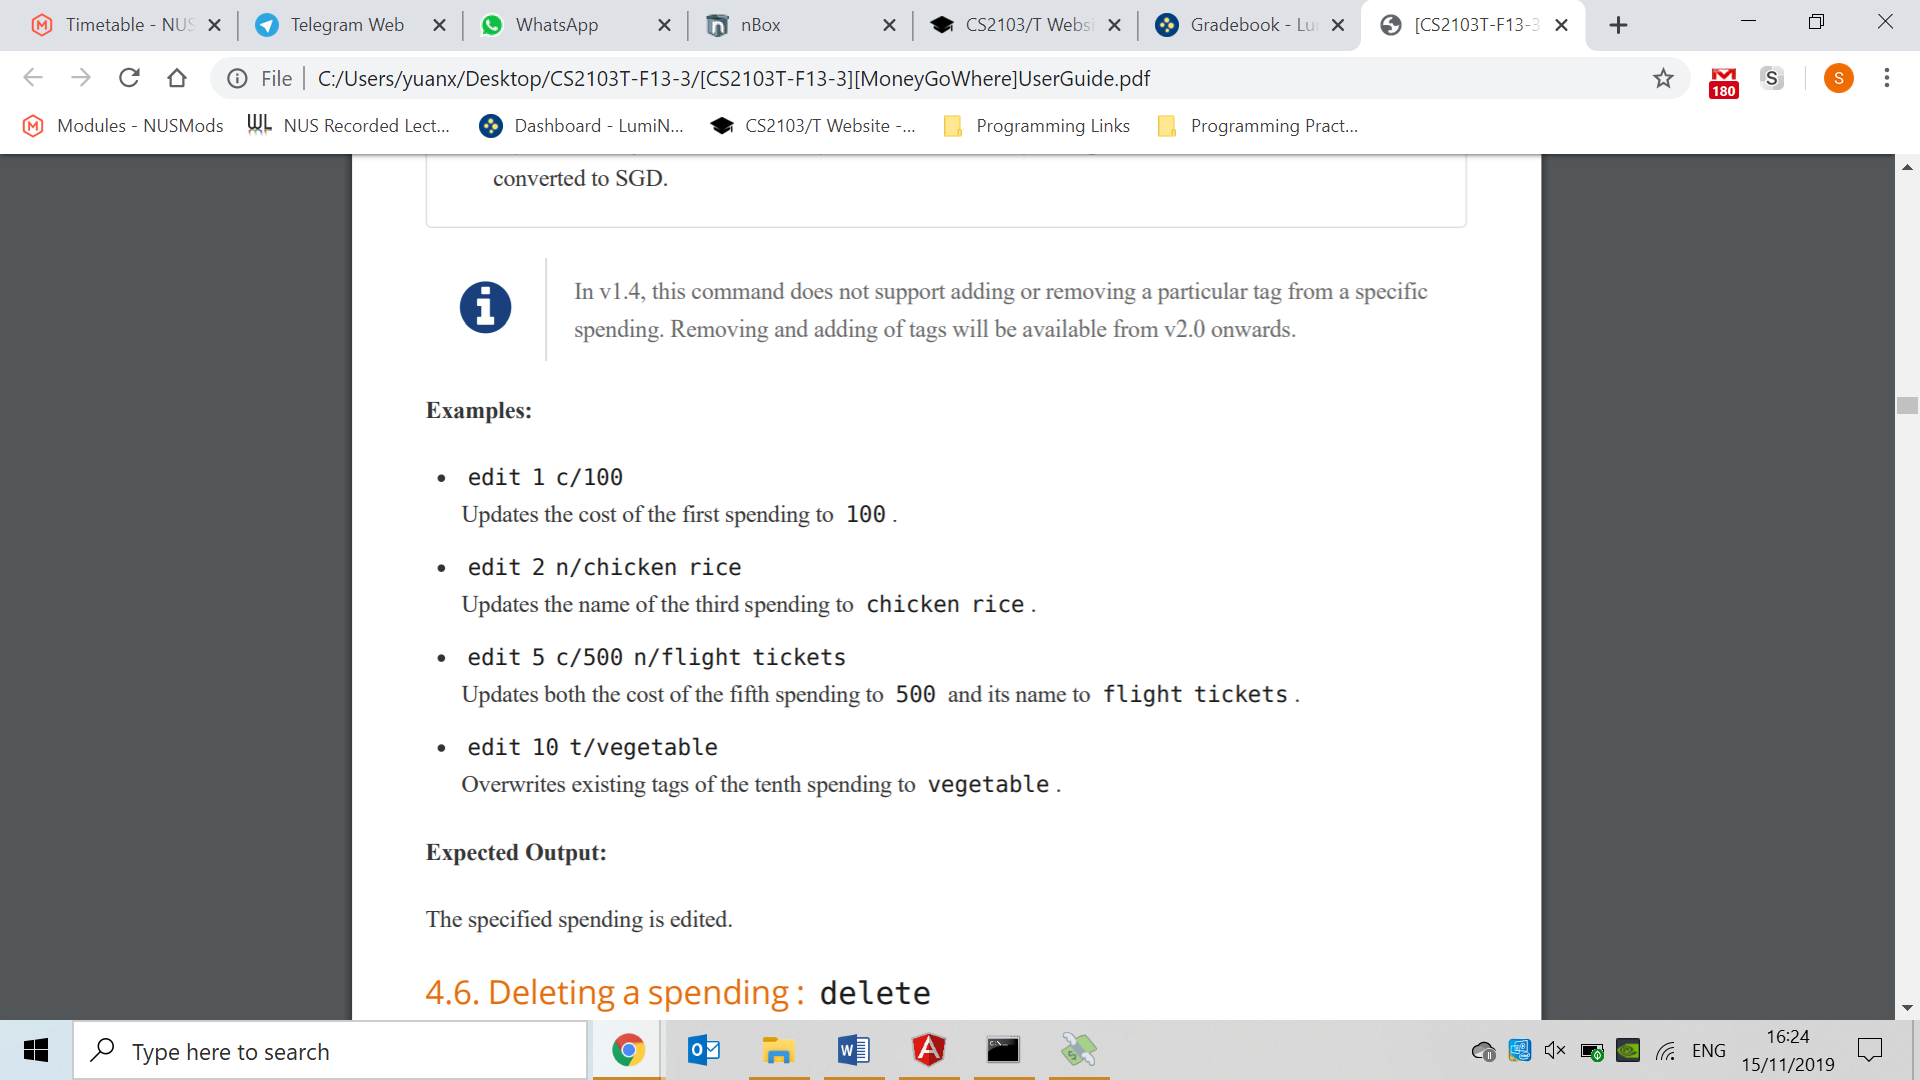 Timetable - NUS
Telegram Web
WhatsApp
nBox
CS2103/T Websi
Gradebook - Lu
[CS2103T-F13-3
File
C:/Users/yuanx/Desktop/CS2103T-F13-3/[CS2103T-F13-3][MoneyGoWhere]UserGuide.pdf
180
S
S
Modules - NUSMods
NUS Recorded Lect...
Dashboard - LumiN...
CS2103/T Website -...
Programming Links
Programming Pract...
converted to SGD.
In v1.4, this command does not support adding or removing a particular tag from a specific
spending. Removing and adding of tags will be available from v2.0 onwards.
Examples:
• edit 1 c/100
Updates the cost of the first spending to 100 .
• edit 2 n/chicken rice
Updates the name of the third spending to chicken rice .
• edit 5 c/500 n/flight tickets
Updates both the cost of the fifth spending to 500 and its name to flight tickets .
• edit 10 t/vegetable
Overwrites existing tags of the tenth spending to vegetable .
Expected Output:
The specified spending is edited.
4.6. Deleting a spending : delete
Type here to search
ENG
16:24
15/11/2019